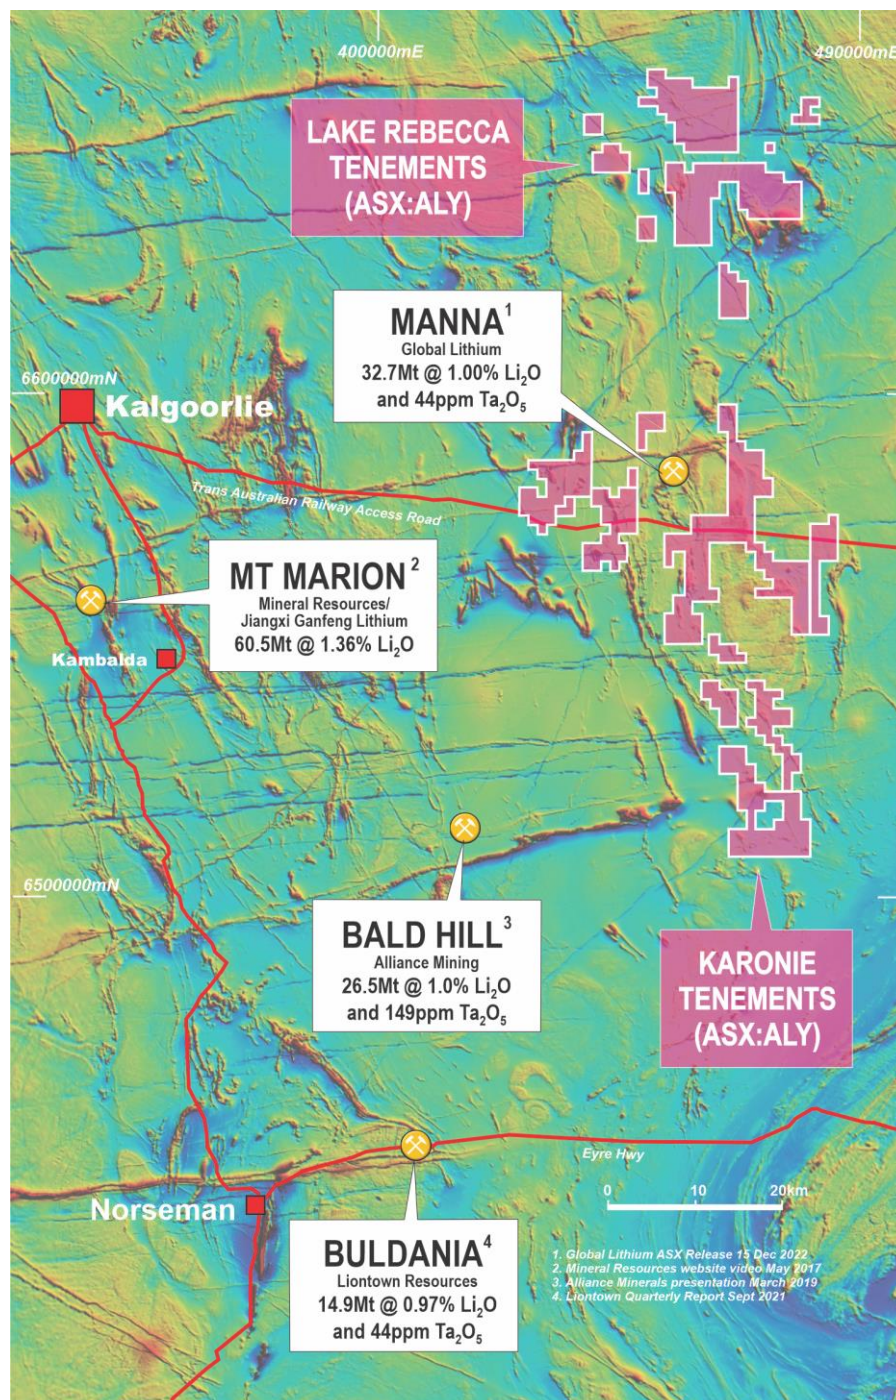 400000mE
490000mE
LAKE REBECCA
TENEMENTS
(ASX:ALY)
MANNA¹
Global Lithium
32.7Mt @ 1.00% Li₂O
and 44ppm Ta₂O₅
6600000mN
Kalgoorlie
Trans Australian Railway Access Road
MT MARION²
Mineral Resources/
Jiangxi Ganfeng Lithium
60.5Mt @ 1.36% Li₂O
Kambalda
6500000mN
BALD HILL³
Alliance Mining
26.5Mt @ 1.0% Li₂O
and 149ppm Ta₂O₅
KARONIE
TENEMENTS
(ASX:ALY)
Eyre Hwy
Norseman
0 10 20km
BULDANIA⁴
Liontown Resources
14.9Mt @ 0.97% Li₂O
and 44ppm Ta₂O₅
1. Global Lithium ASX Release 15 Dec 2022
2. Mineral Resources website video May 2017
3. Alliance Minerals presentation March 2019
4. Liontown Quarterly Report Sept 2021